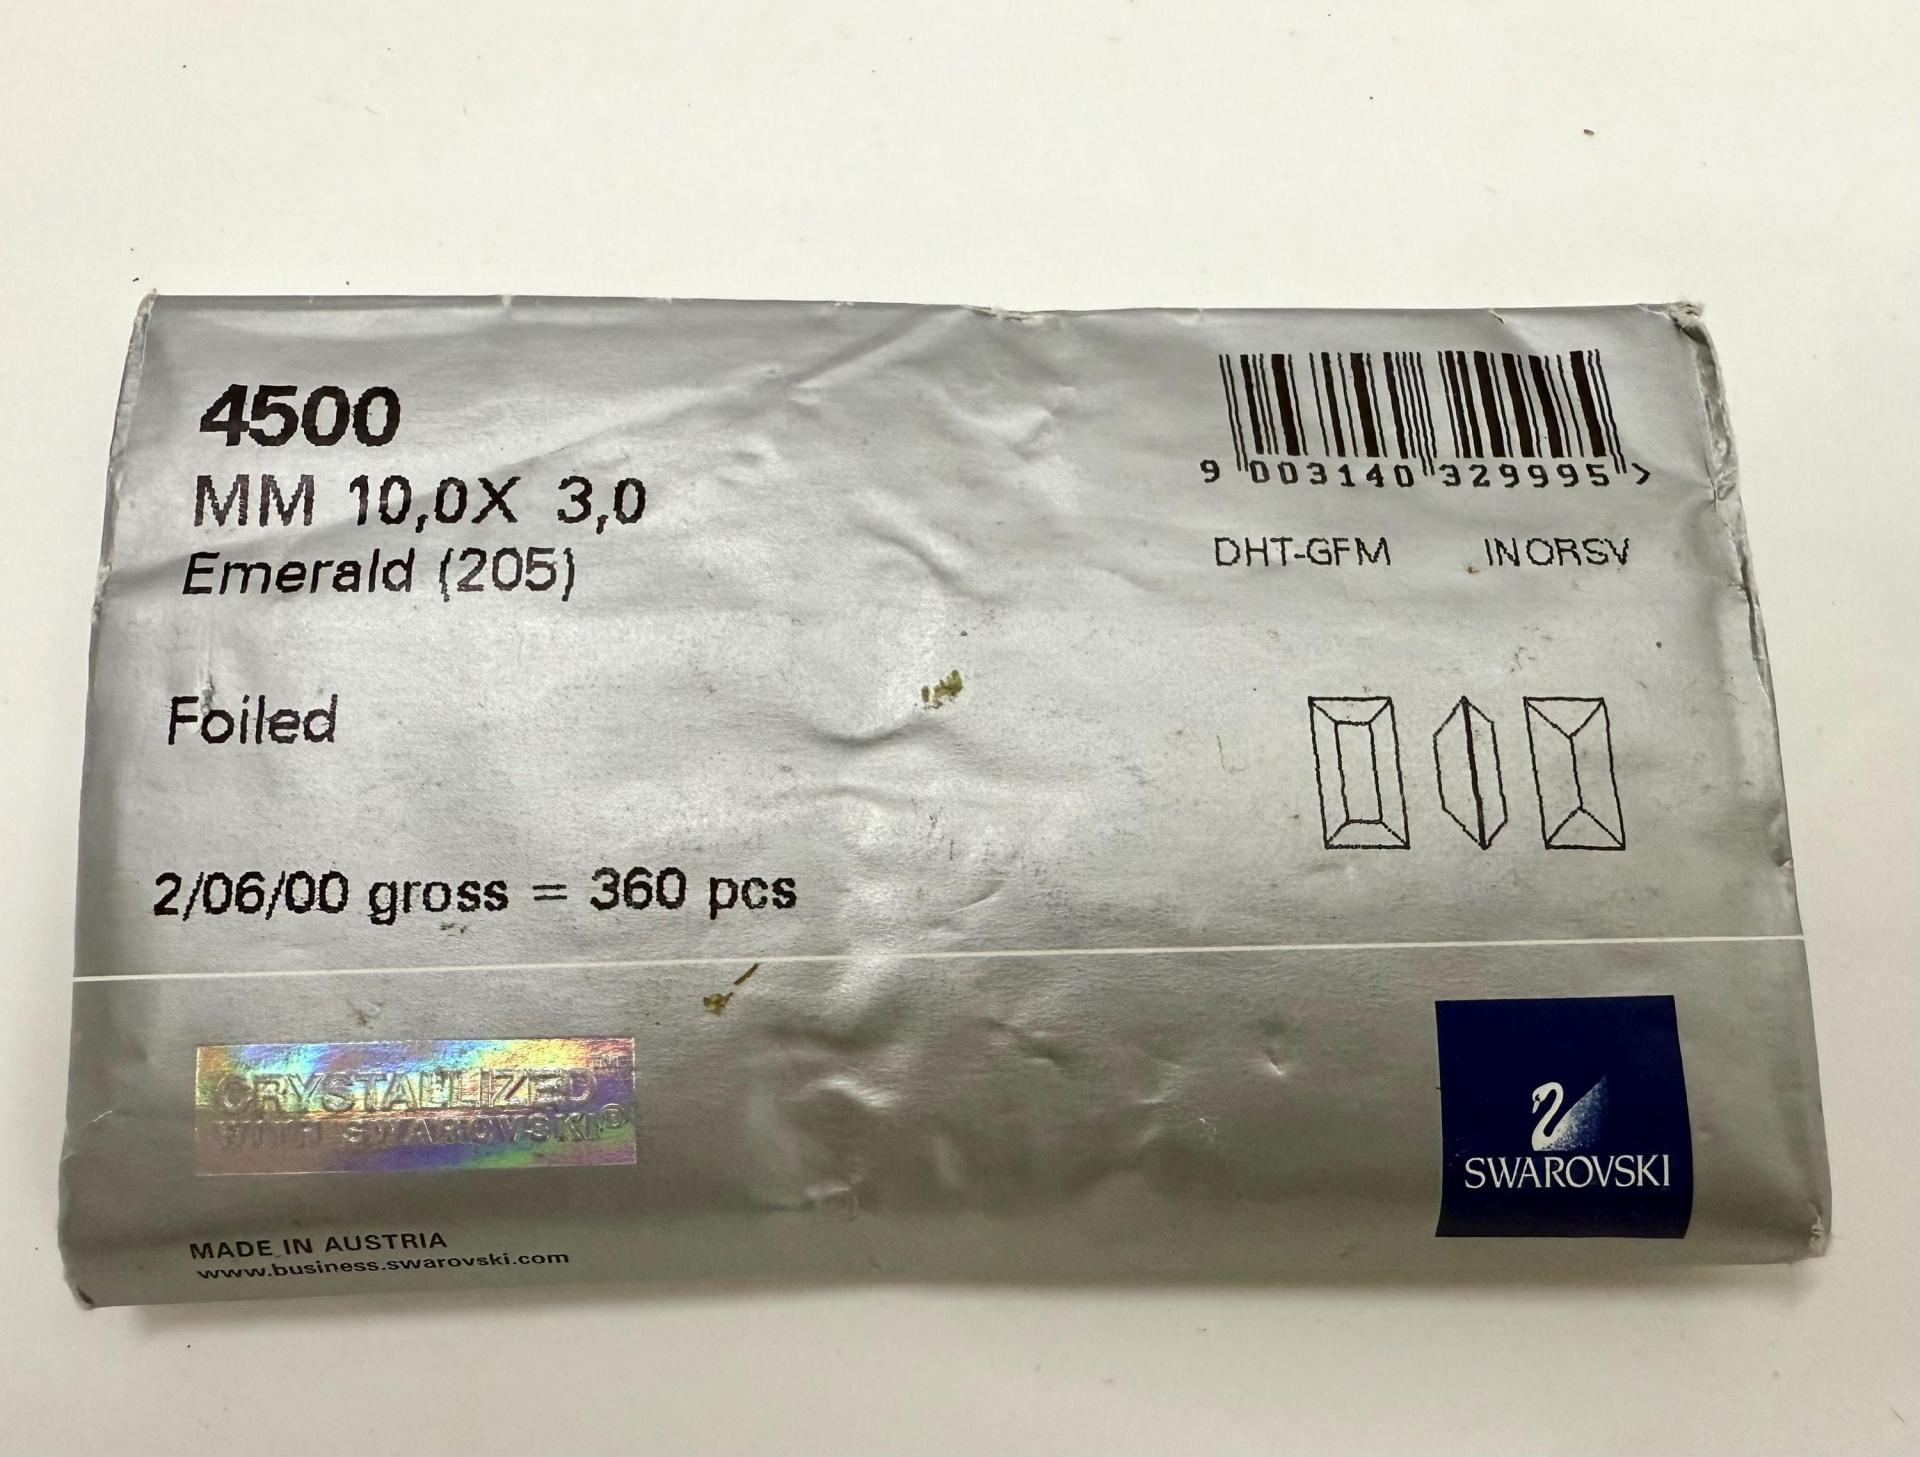 4500
MM 10,0X 3,0
Emerald (205)
Foiled
2/06/00 gross = 360 pcs
9 003140 329995 >
DHT-GFM INORSV
CRYSTALLIZED™
WITH SWAROVSKI®
MADE IN AUSTRIA
www.business.swarovski.com
SWAROVSKI